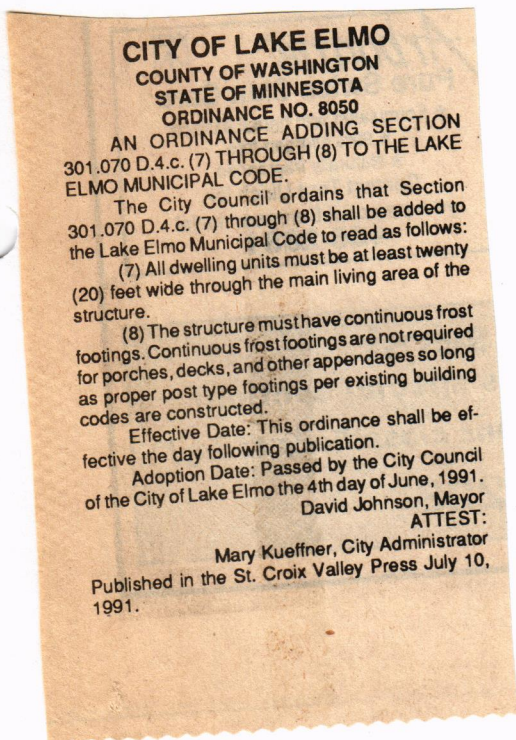 CITY OF LAKE ELMO
COUNTY OF WASHINGTON
STATE OF MINNESOTA
ORDINANCE NO. 8050
AN ORDINANCE ADDING SECTION
301.070 D.4.c. (7) THROUGH (8) TO THE LAKE
ELMO MUNICIPAL CODE.
The City Council ordains that Section
301.070 D.4.c. (7) through (8) shall be added to
the Lake Elmo Municipal Code to read as follows:
(7) All dwelling units must be at least twenty
(20) feet wide through the main living area of the
structure.
(8) The structure must have continuous frost
footings. Continuous frost footings are not required
for porches, decks, and other appendages so long
as proper post type footings per existing building
codes are constructed.
Effective Date: This ordinance shall be ef-
fective the day following publication.
Adoption Date: Passed by the City Council
of the City of Lake Elmo the 4th day of June, 1991.
David Johnson, Mayor
ATTEST:
Mary Kueffner, City Administrator
Published in the St. Croix Valley Press July 10,
1991.